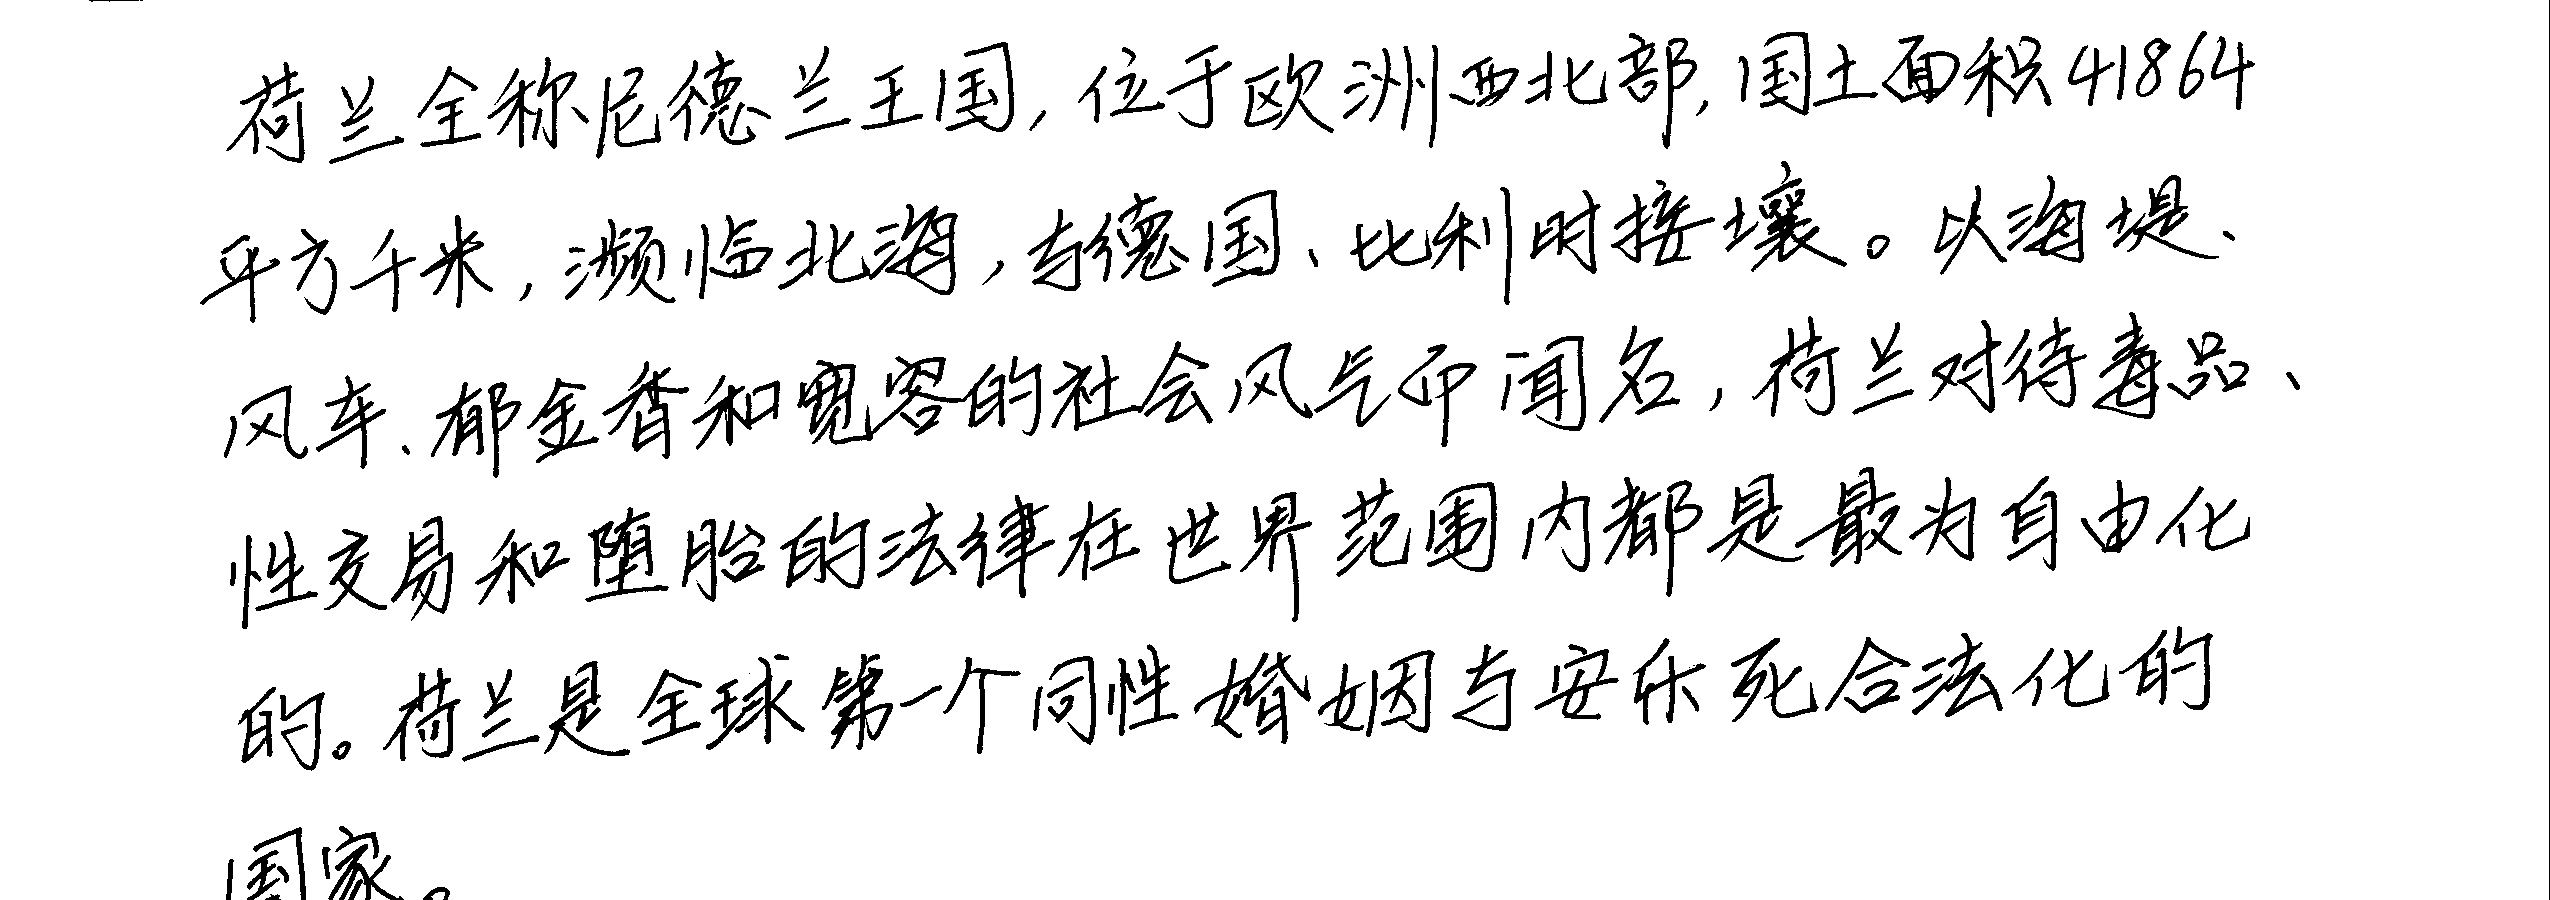 荷兰全称尼德兰王国，位于欧洲西北部，国土面积41864
平方千米，濒临北海，与德国、比利时接壤。以海堤、
风车、郁金香和宽容的社会风气而闻名，荷兰对待毒品、
性交易和堕胎的法律在世界范围内都是最为自由化
的。荷兰是全球第一个同性婚姻与安乐死合法化的
国家。